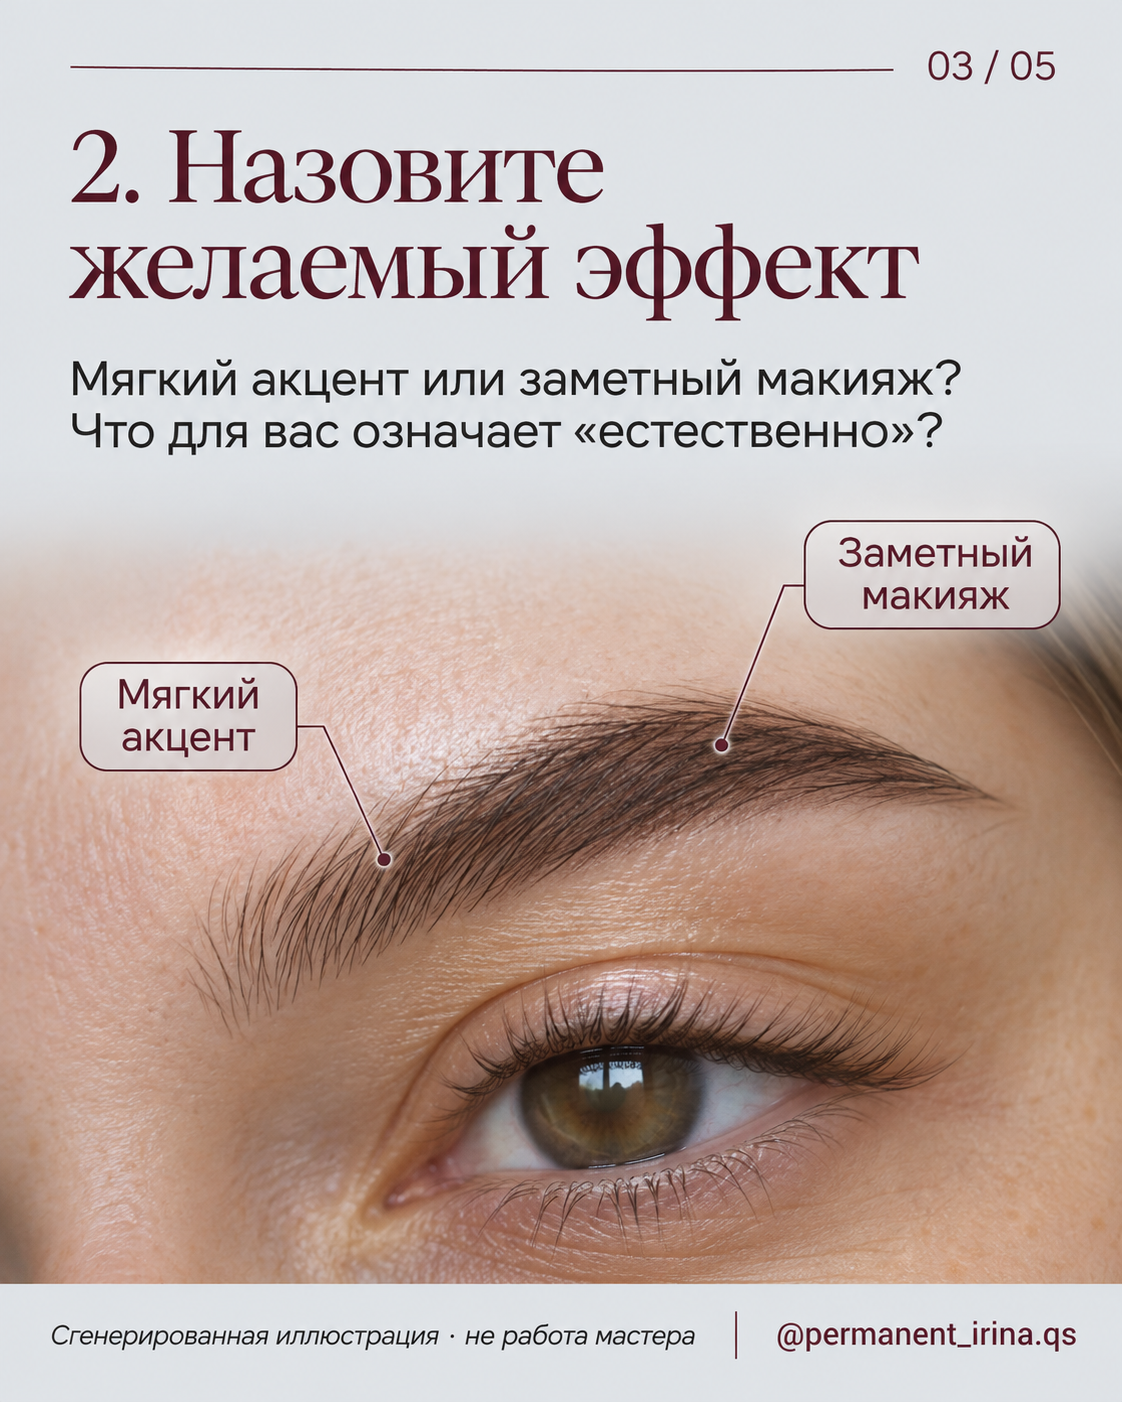 03 / 05
2. Назовите
желаемый эффект
Мягкий акцент или заметный макияж?
Что для вас означает «естественно»?
Заметный
макияж
Мягкий
акцент
Сгенерированная иллюстрация · не работа мастера
@permanent_irina.qs